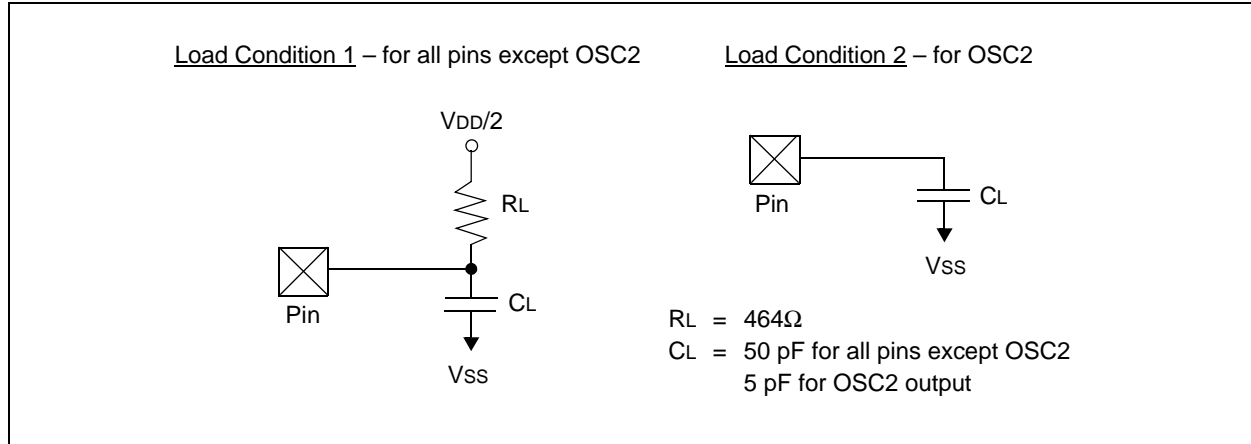 Load Condition 1 – for all pins except OSC2
VDD/2
RL
Pin
CL
VSS
Load Condition 2 – for OSC2
Pin
CL
VSS
RL = 464Ω
CL = 50 pF for all pins except OSC2
5 pF for OSC2 output